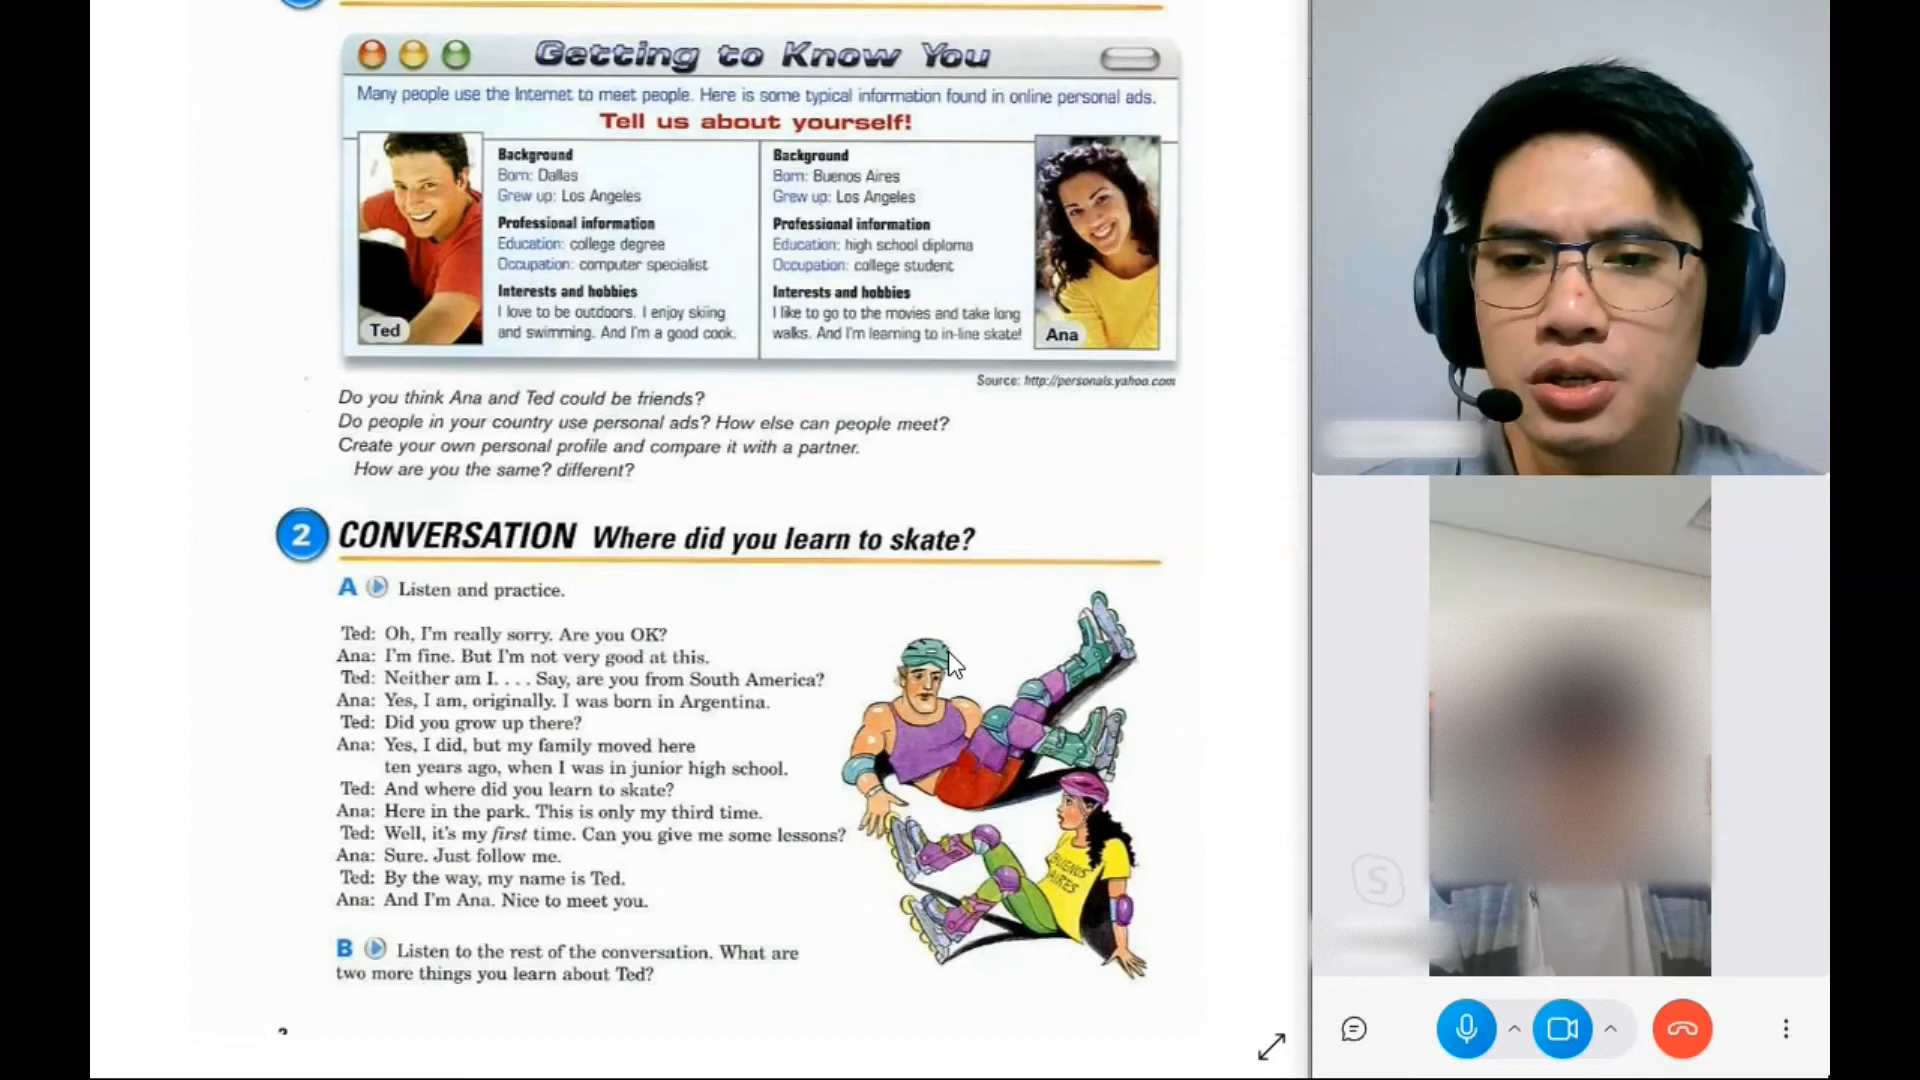 Getting to Know You
Many people use the Internet to meet people. Here is some typical information found in online personal ads.
Tell us about yourself!
Background
Born: Dallas
Grew up: Los Angeles
Professional information
Education: college degree
Occupation: computer specialist
Interests and hobbies
I love to be outdoors. I enjoy skiing
and swimming. And I'm a good cook.
Ted
Background
Born: Buenos Aires
Grew up: Los Angeles
Professional information
Education: high school diploma
Occupation: college student
Interests and hobbies
I like to go to the movies and take long
walks. And I'm learning to in-line skate!
Ana
Source: http://personals.yahoo.com
Do you think Ana and Ted could be friends?
Do people in your country use personal ads? How else can people meet?
Create your own personal profile and compare it with a partner.
How are you the same? different?
2 CONVERSATION Where did you learn to skate?
A Listen and practice.
Ted: Oh, I'm really sorry. Are you OK?
Ana: I'm fine. But I'm not very good at this.
Ted: Neither am I. . . . Say, are you from South America?
Ana: Yes, I am, originally. I was born in Argentina.
Ted: Did you grow up there?
Ana: Yes, I did, but my family moved here
ten years ago, when I was in junior high school.
Ted: And where did you learn to skate?
Ana: Here in the park. This is only my third time.
Ted: Well, it's my first time. Can you give me some lessons?
Ana: Sure. Just follow me.
Ted: By the way, my name is Ted.
Ana: And I'm Ana. Nice to meet you.
BUENOS
AIRES
B Listen to the rest of the conversation. What are
two more things you learn about Ted?
S